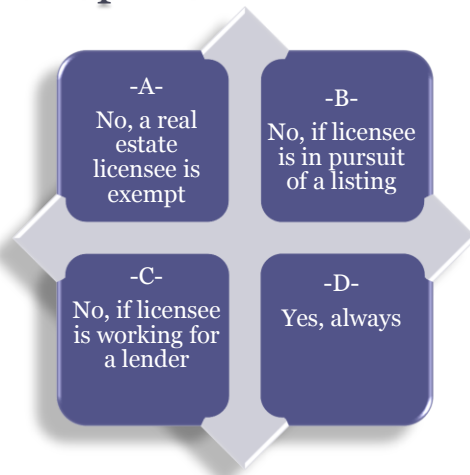 -A-
No, a real
estate
licensee is
exempt
-B-
No, if licensee
is in pursuit
of a listing
-C-
No, if licensee
is working for
a lender
-D-
Yes, always